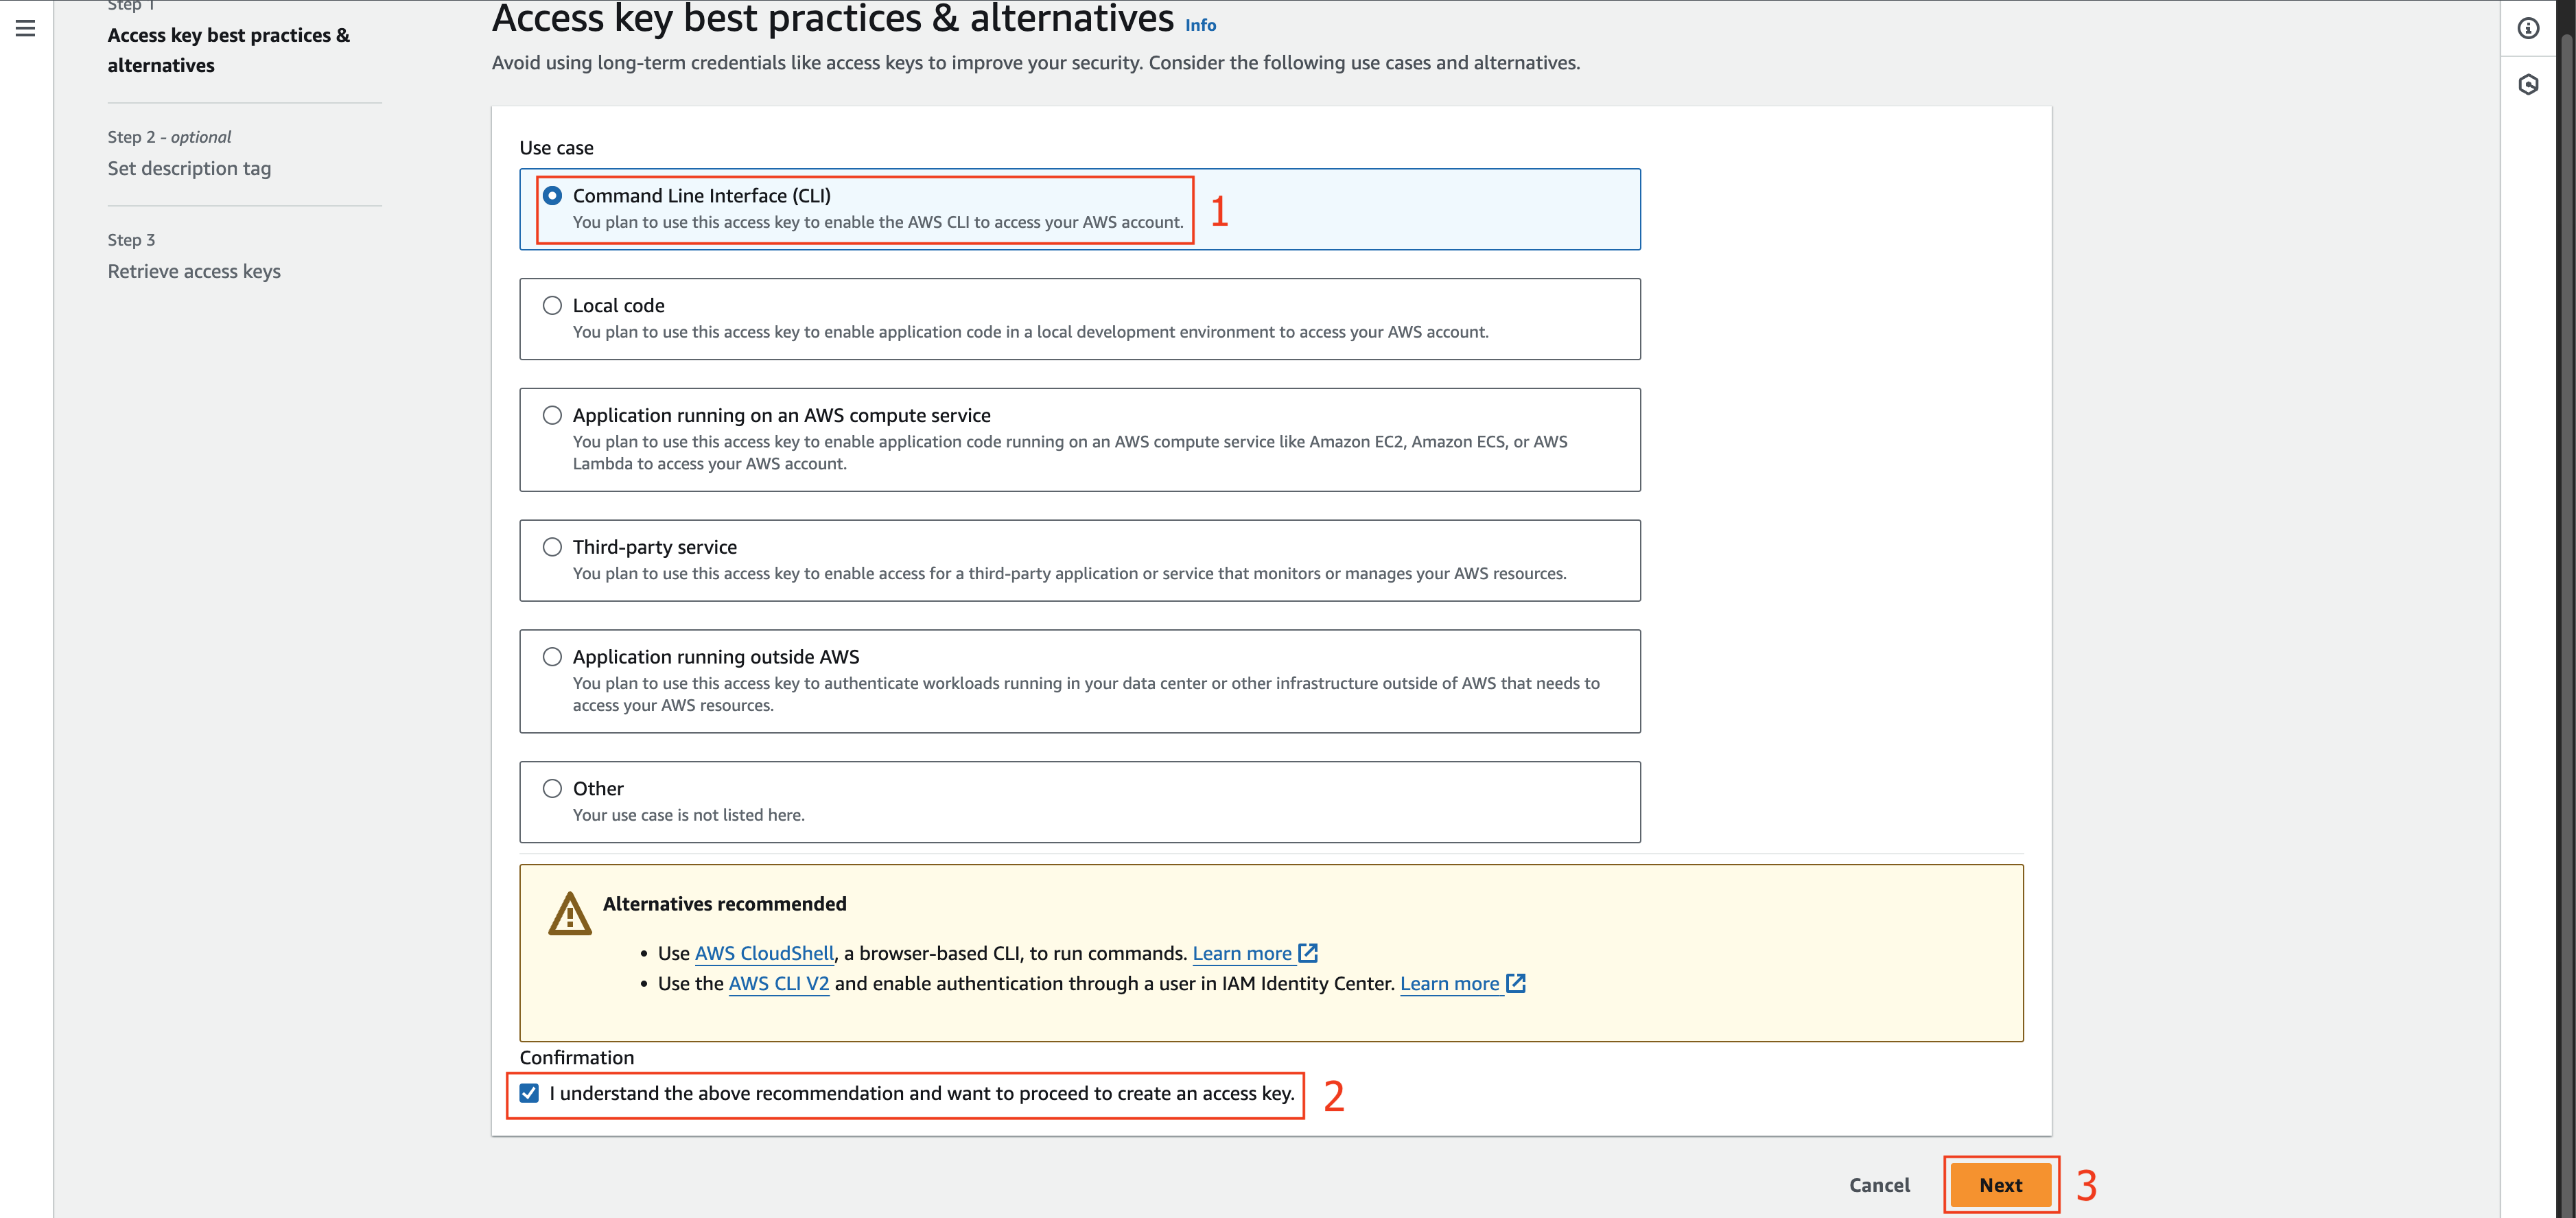 Step 1
Access key best practices &
alternatives
Step 2 - optional
Set description tag
Step 3
Retrieve access keys
Access key best practices & alternatives Info
Avoid using long-term credentials like access keys to improve your security. Consider the following use cases and alternatives.
Use case
Command Line Interface (CLI)
You plan to use this access key to enable the AWS CLI to access your AWS account.
1
Local code
You plan to use this access key to enable application code in a local development environment to access your AWS account.
Application running on an AWS compute service
You plan to use this access key to enable application code running on an AWS compute service like Amazon EC2, Amazon ECS, or AWS
Lambda to access your AWS account.
Third-party service
You plan to use this access key to enable access for a third-party application or service that monitors or manages your AWS resources.
Application running outside AWS
You plan to use this access key to authenticate workloads running in your data center or other infrastructure outside of AWS that needs to
access your AWS resources.
Other
Your use case is not listed here.
Alternatives recommended
• Use AWS CloudShell, a browser-based CLI, to run commands. Learn more
• Use the AWS CLI V2 and enable authentication through a user in IAM Identity Center. Learn more
Confirmation
I understand the above recommendation and want to proceed to create an access key. 2
Cancel Next 3